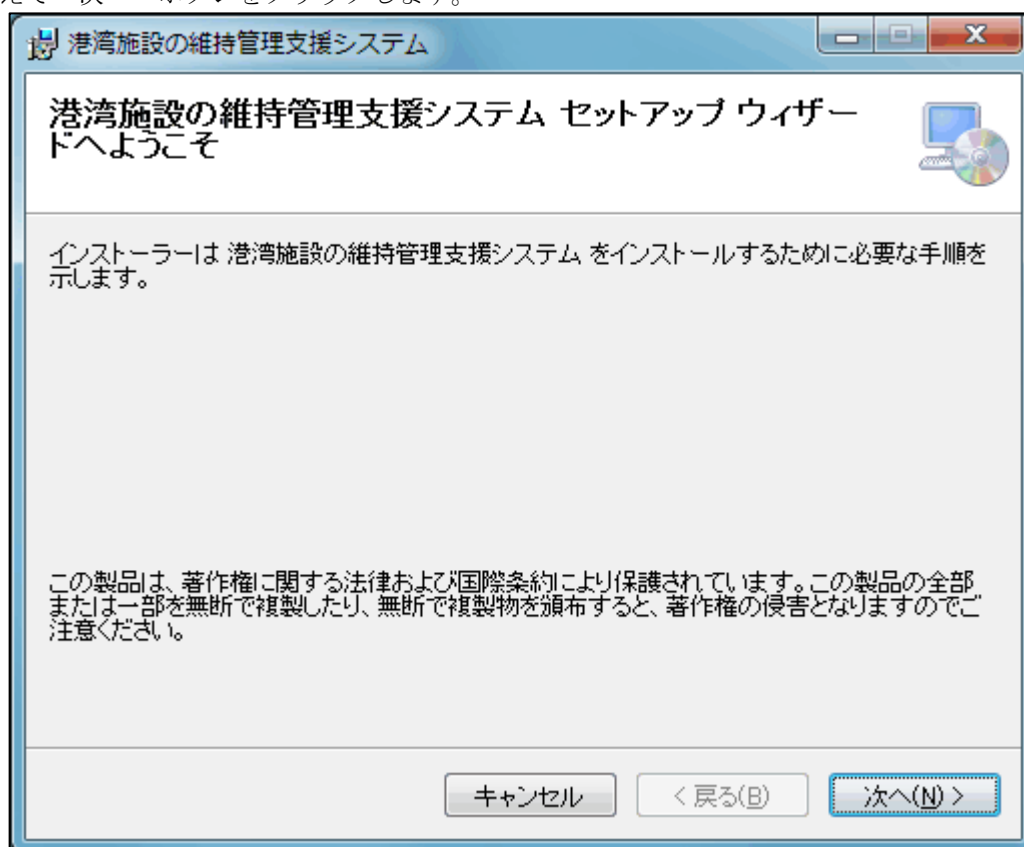 港湾施設の維持管理支援システム
港湾施設の維持管理支援システム セットアップ ウィザー
ドへようこそ
インストーラーは 港湾施設の維持管理支援システム をインストールするために必要な手順を
示します。
この製品は、著作権に関する法律および国際条約により保護されています。この製品の全部
または一部を無断で複製したり、無断で複製物を頒布すると、著作権の侵害となりますのでご
注意ください。
キャンセル
< 戻る(B)
次へ(N) >